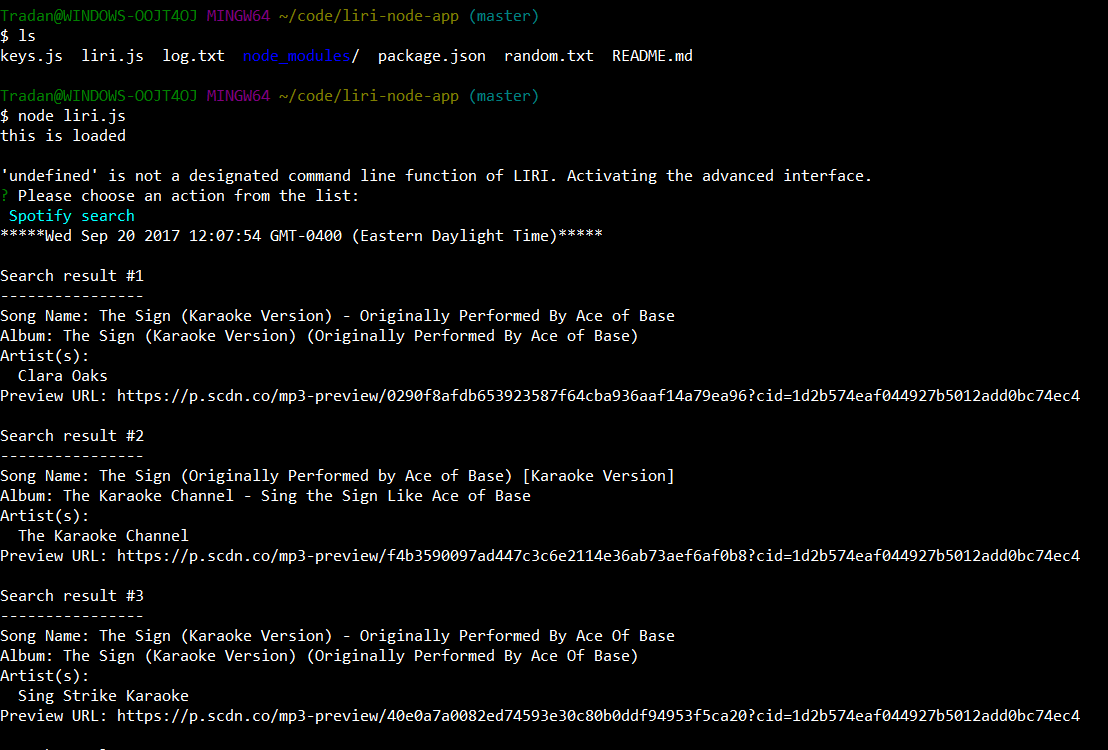 Tradan@WINDOWS-OOJT4OJ MINGW64 ~/code/liri-node-app (master)
$ ls
keys.js  liri.js  log.txt  node_modules/  package.json  random.txt  README.md
Tradan@WINDOWS-OOJT4OJ MINGW64 ~/code/liri-node-app (master)
$ node liri.js
this is loaded
'undefined' is not a designated command line function of LIRI. Activating the advanced interface.
? Please choose an action from the list:
 Spotify search
*****Wed Sep 20 2017 12:07:54 GMT-0400 (Eastern Daylight Time)*****
Search result #1
----------------
Song Name: The Sign (Karaoke Version) - Originally Performed By Ace of Base
Album: The Sign (Karaoke Version) (Originally Performed By Ace of Base)
Artist(s):
  Clara Oaks
Preview URL: https://p.scdn.co/mp3-preview/0290f8afdb653923587f64cba936aaf14a79ea96?cid=1d2b574eaf044927b5012add0bc74ec4
Search result #2
----------------
Song Name: The Sign (Originally Performed by Ace of Base) [Karaoke Version]
Album: The Karaoke Channel - Sing the Sign Like Ace of Base
Artist(s):
  The Karaoke Channel
Preview URL: https://p.scdn.co/mp3-preview/f4b3590097ad447c3c6e2114e36ab73aef6af0b8?cid=1d2b574eaf044927b5012add0bc74ec4
Search result #3
----------------
Song Name: The Sign (Karaoke Version) - Originally Performed By Ace Of Base
Album: The Sign (Karaoke Version) (Originally Performed By Ace Of Base)
Artist(s):
  Sing Strike Karaoke
Preview URL: https://p.scdn.co/mp3-preview/40e0a7a0082ed74593e30c80b0ddf94953f5ca20?cid=1d2b574eaf044927b5012add0bc74ec4